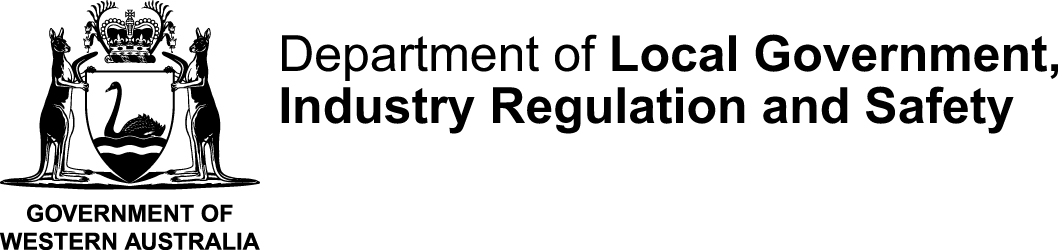 Department of Local Government,
Industry Regulation and Safety
GOVERNMENT OF
WESTERN AUSTRALIA